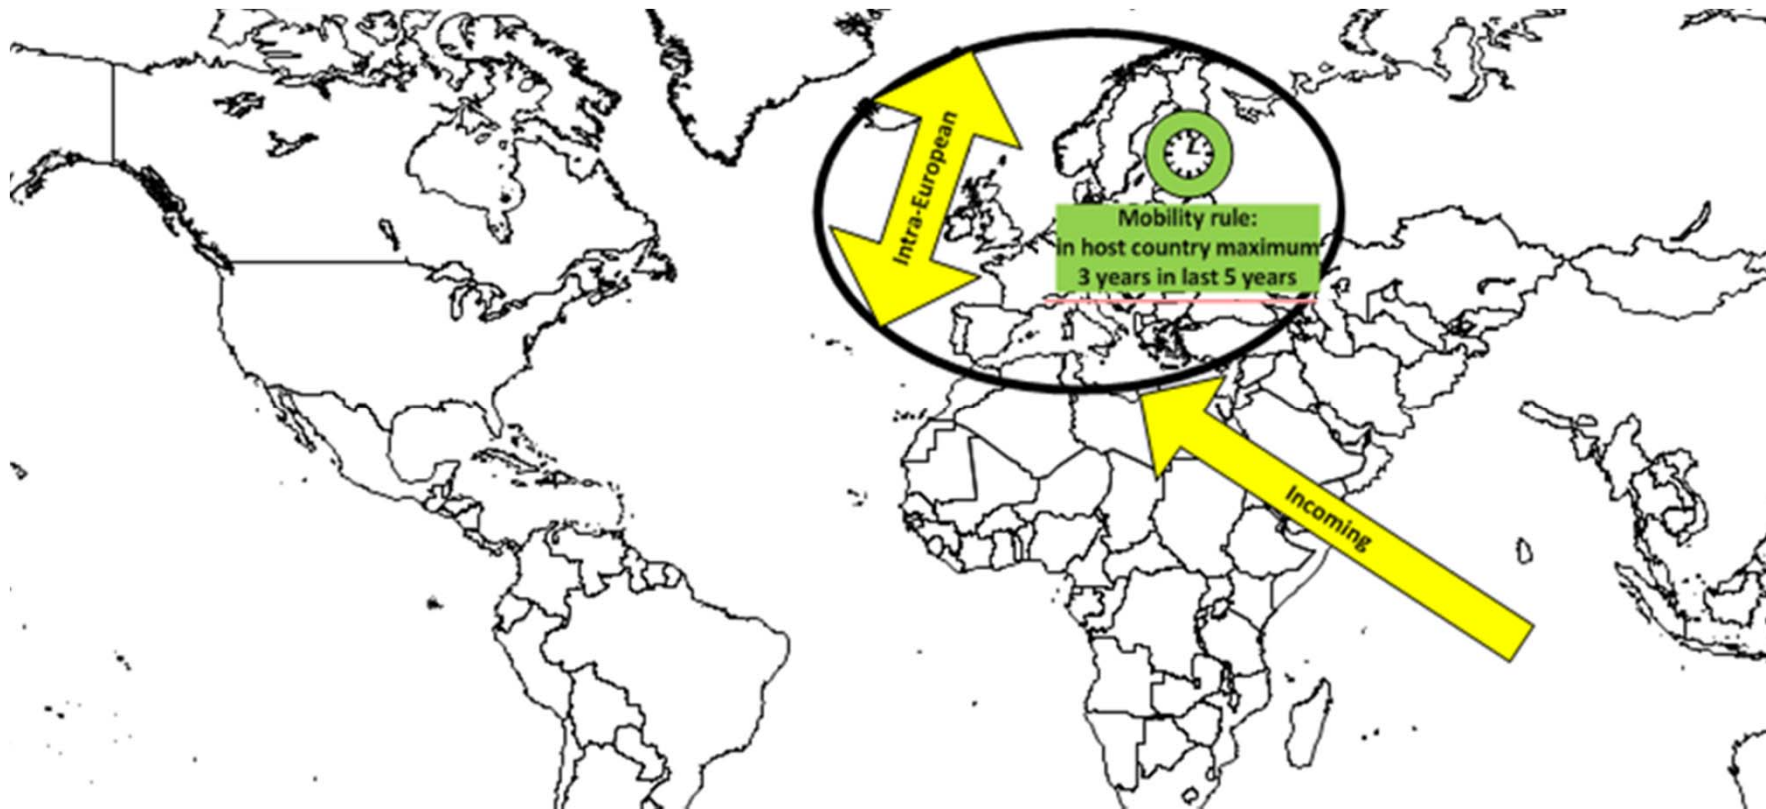 Intra-European
Mobility rule:
in host country maximum
3 years in last 5 years
Incoming